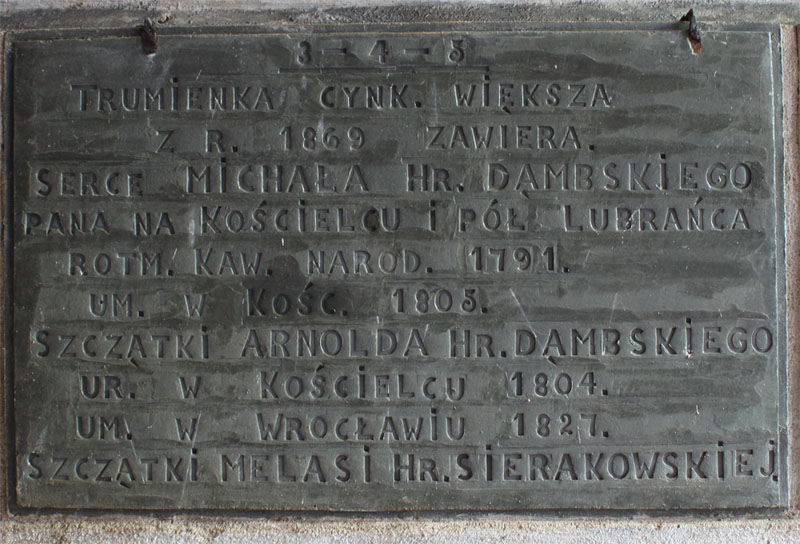 3-4-5
TRUMIENKA CYNK. WIĘKSZA
Z R. 1869 ZAWIERA.
SERCE MICHAŁA HR. DĄMBSKIEGO
PANA NA KOŚCIELCU I PÓŁ. LUBRAŃCA
ROTM. KAW. NAROD. 1791.
UM. W KOŚC. 1805.
SZCZĄTKI ARNOLDA HR. DĄMBSKIEGO
UR. W KOŚCIELCU 1804.
UM. W WROCŁAWIU 1827.
SZCZĄTKI MELASI HR. SIERAKOWSKIEJ